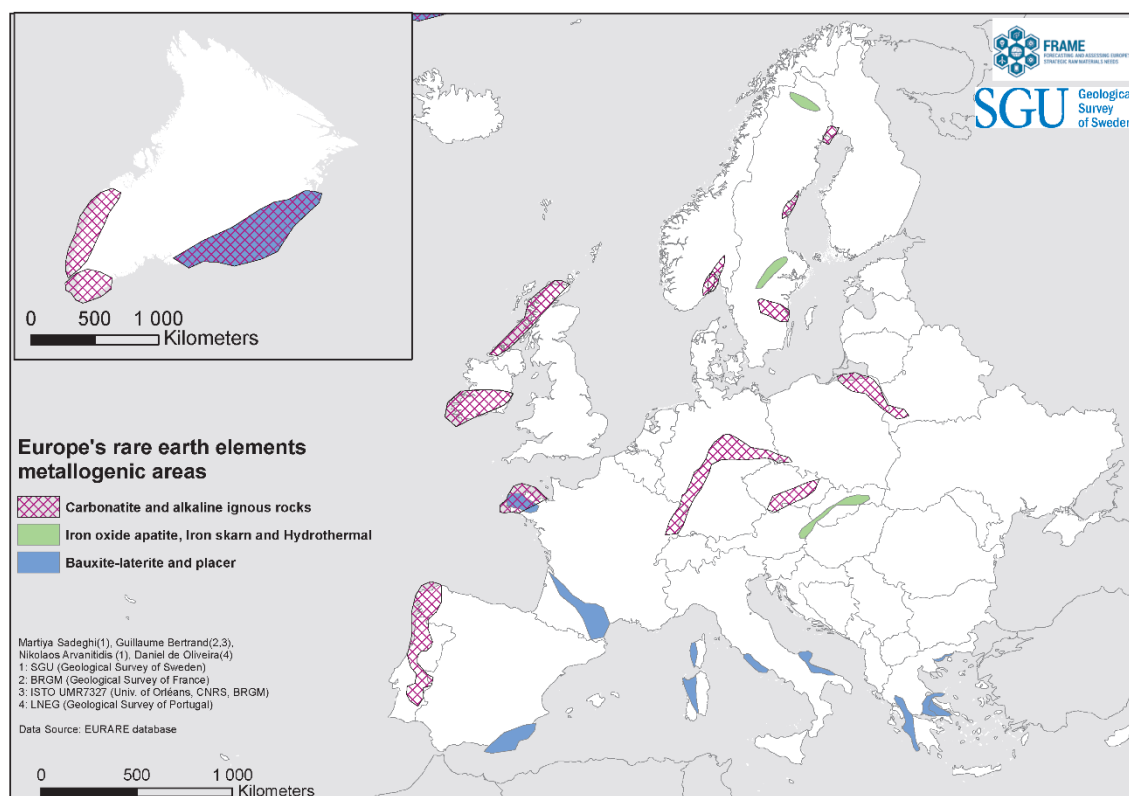 FRAME
FORECASTING AND ASSESSING EUROPE'S
STRATEGIC RAW MATERIALS NEEDS
SGU
Geological
Survey
of Sweden
0 500 1 000
Kilometers
Europe's rare earth elements
metallogenic areas
Carbonatite and alkaline ignous rocks
Iron oxide apatite, Iron skarn and Hydrothermal
Bauxite-laterite and placer
Martiya Sadeghi(1), Guillaume Bertrand(2,3),
Nikolaos Arvanitidis (1), Daniel de Oliveira(4)
1: SGU (Geological Survey of Sweden)
2: BRGM (Geological Survey of France)
3: ISTO UMR7327 (Univ. of Orléans, CNRS, BRGM)
4: LNEG (Geological Survey of Portugal)
Data Source: EURARE database
0 500 1 000
Kilometers